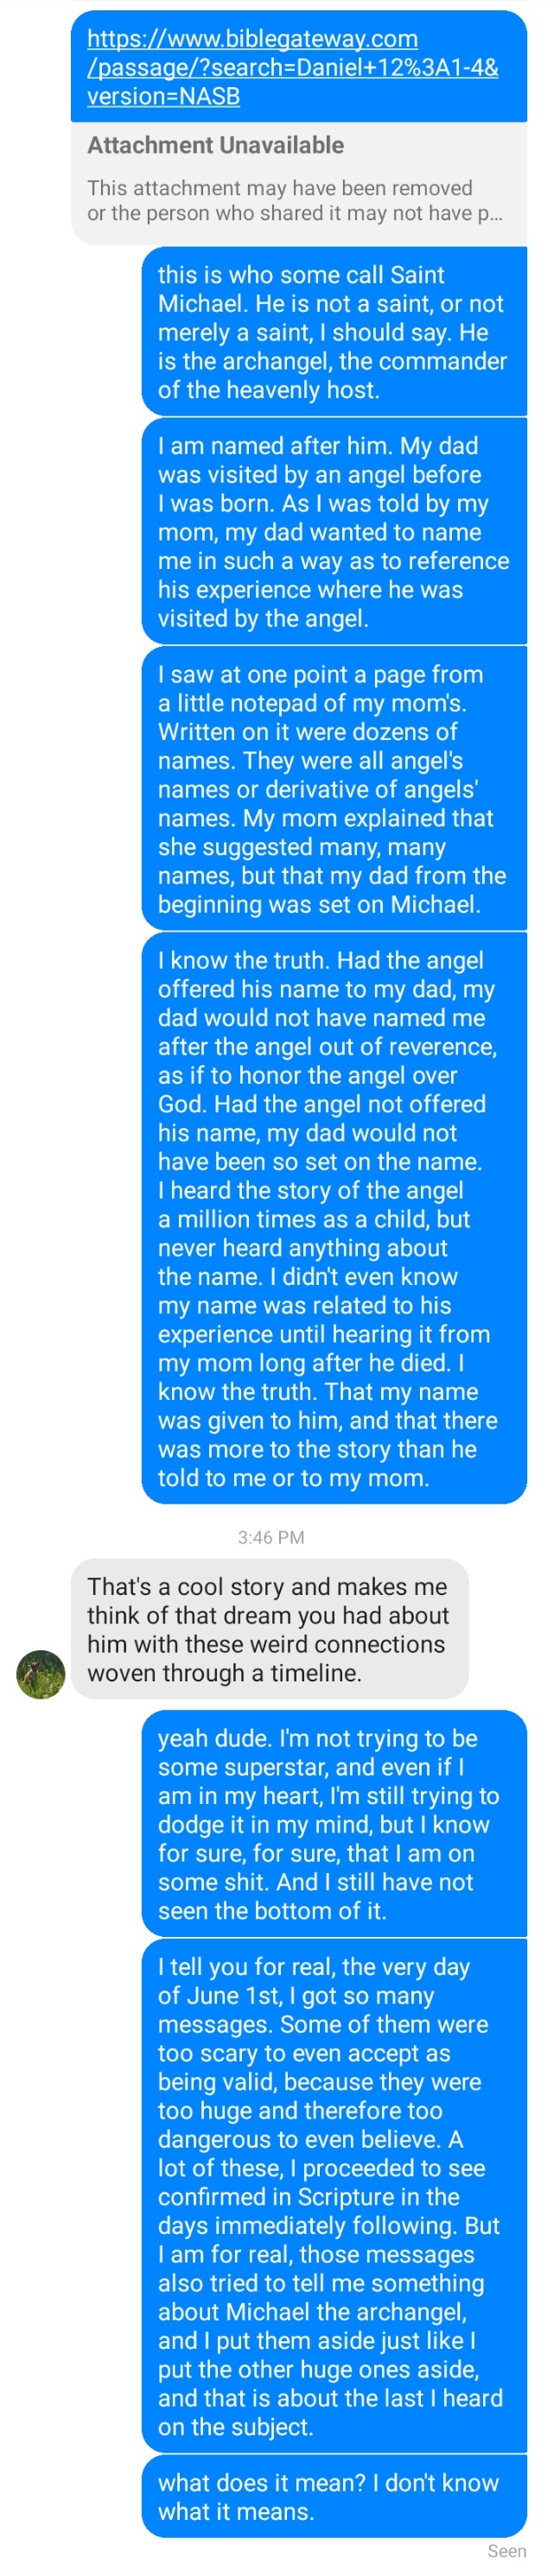 https://www.biblegateway.com
/passage/?search=Daniel+12%3A1-4&
version=NASB
Attachment Unavailable
This attachment may have been removed
or the person who shared it may not have p...
this is who some call Saint
Michael. He is not a saint, or not
merely a saint, I should say. He
is the archangel, the commander
of the heavenly host.
I am named after him. My dad
was visited by an angel before
I was born. As I was told by my
mom, my dad wanted to name
me in such a way as to reference
his experience where he was
visited by the angel.
I saw at one point a page from
a little notepad of my mom's.
Written on it were dozens of
names. They were all angel's
names or derivative of angels'
names. My mom explained that
she suggested many, many
names, but that my dad from the
beginning was set on Michael.
I know the truth. Had the angel
offered his name to my dad, my
dad would not have named me
after the angel out of reverence,
as if to honor the angel over
God. Had the angel not offered
his name, my dad would not
have been so set on the name.
I heard the story of the angel
a million times as a child, but
never heard anything about
the name. I didn't even know
my name was related to his
experience until hearing it from
my mom long after he died. I
know the truth. That my name
was given to him, and that there
was more to the story than he
told to me or to my mom.
3:46 PM
That's a cool story and makes me
think of that dream you had about
him with these weird connections
woven through a timeline.
yeah dude. I'm not trying to be
some superstar, and even if I
am in my heart, I'm still trying to
dodge it in my mind, but I know
for sure, for sure, that I am on
some shit. And I still have not
seen the bottom of it.
I tell you for real, the very day
of June 1st, I got so many
messages. Some of them were
too scary to even accept as
being valid, because they were
too huge and therefore too
dangerous to even believe. A
lot of these, I proceeded to see
confirmed in Scripture in the
days immediately following. But
I am for real, those messages
also tried to tell me something
about Michael the archangel,
and I put them aside just like I
put the other huge ones aside,
and that is about the last I heard
on the subject.
what does it mean? I don't know
what it means.
Seen